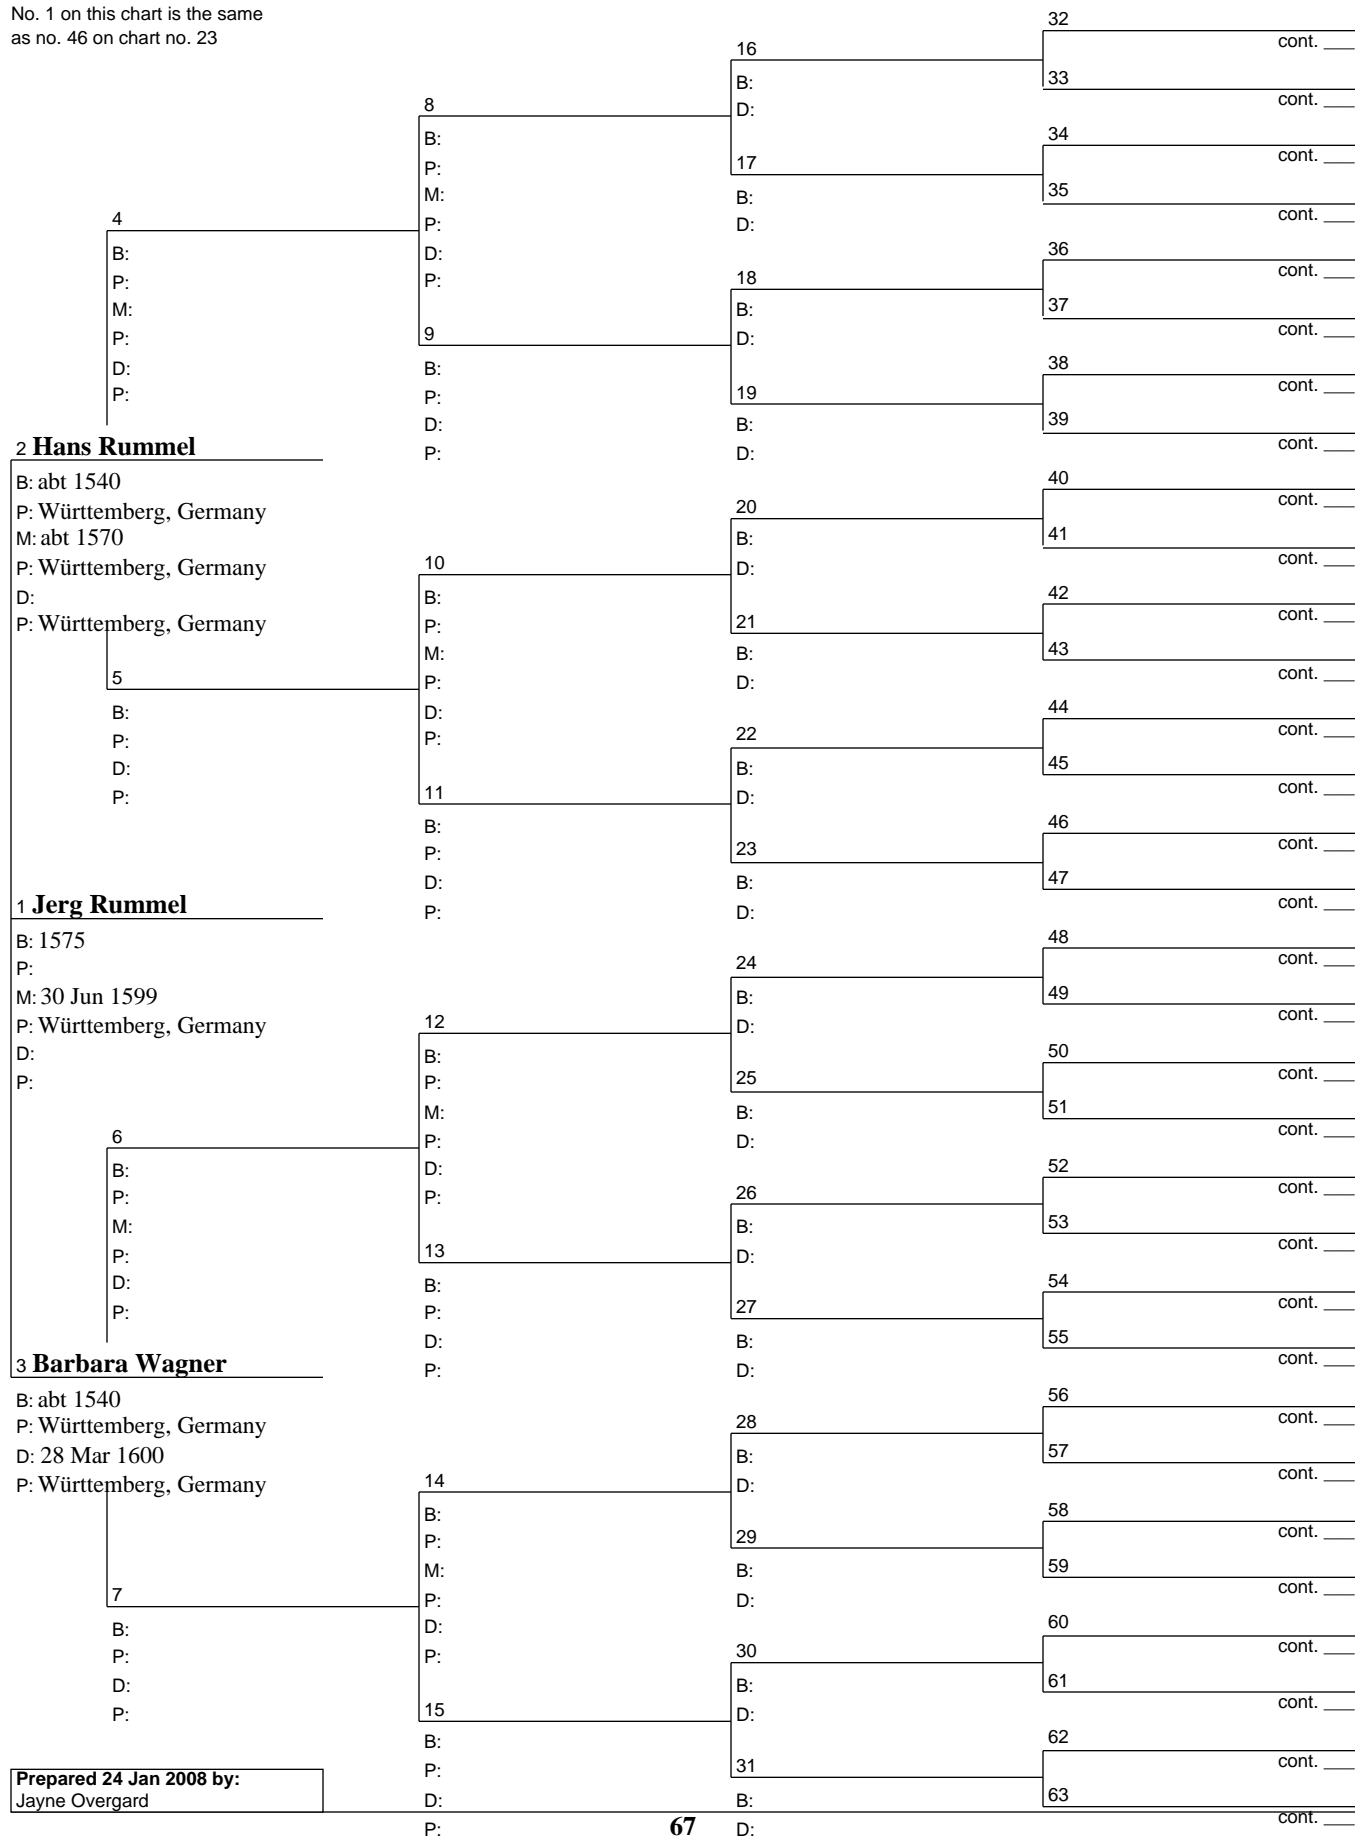 No. 1 on this chart is the same
as no. 46 on chart no. 23
2 Hans Rummel
B: abt 1540
P: Württemberg, Germany
M: abt 1570
P: Württemberg, Germany
D:
P: Württemberg, Germany
1 Jerg Rummel
B: 1575
P:
M: 30 Jun 1599
P: Württemberg, Germany
D:
P:
3 Barbara Wagner
B: abt 1540
P: Württemberg, Germany
D: 28 Mar 1600
P: Württemberg, Germany
4
B:
P:
M:
P:
D:
P:
5
B:
P:
D:
P:
6
B:
P:
M:
P:
D:
P:
7
B:
P:
D:
P:
8
B:
P:
M:
P:
D:
P:
9
B:
P:
D:
P:
10
B:
P:
M:
P:
D:
P:
11
B:
P:
D:
P:
12
B:
P:
M:
P:
D:
P:
13
B:
P:
D:
P:
14
B:
P:
M:
P:
D:
P:
15
B:
P:
D:
P:
16
B:
D:
17
B:
D:
18
B:
D:
19
B:
D:
20
B:
D:
21
B:
D:
22
B:
D:
23
B:
D:
24
B:
D:
25
B:
D:
26
B:
D:
27
B:
D:
28
B:
D:
29
B:
D:
30
B:
D:
31
B:
D:
32
cont. ___
33
cont. ___
34
cont. ___
35
cont. ___
36
cont. ___
37
cont. ___
38
cont. ___
39
cont. ___
40
cont. ___
41
cont. ___
42
cont. ___
43
cont. ___
44
cont. ___
45
cont. ___
46
cont. ___
47
cont. ___
48
cont. ___
49
cont. ___
50
cont. ___
51
cont. ___
52
cont. ___
53
cont. ___
54
cont. ___
55
cont. ___
56
cont. ___
57
cont. ___
58
cont. ___
59
cont. ___
60
cont. ___
61
cont. ___
62
cont. ___
63
cont. ___
Prepared 24 Jan 2008 by:
Jayne Overgard
67